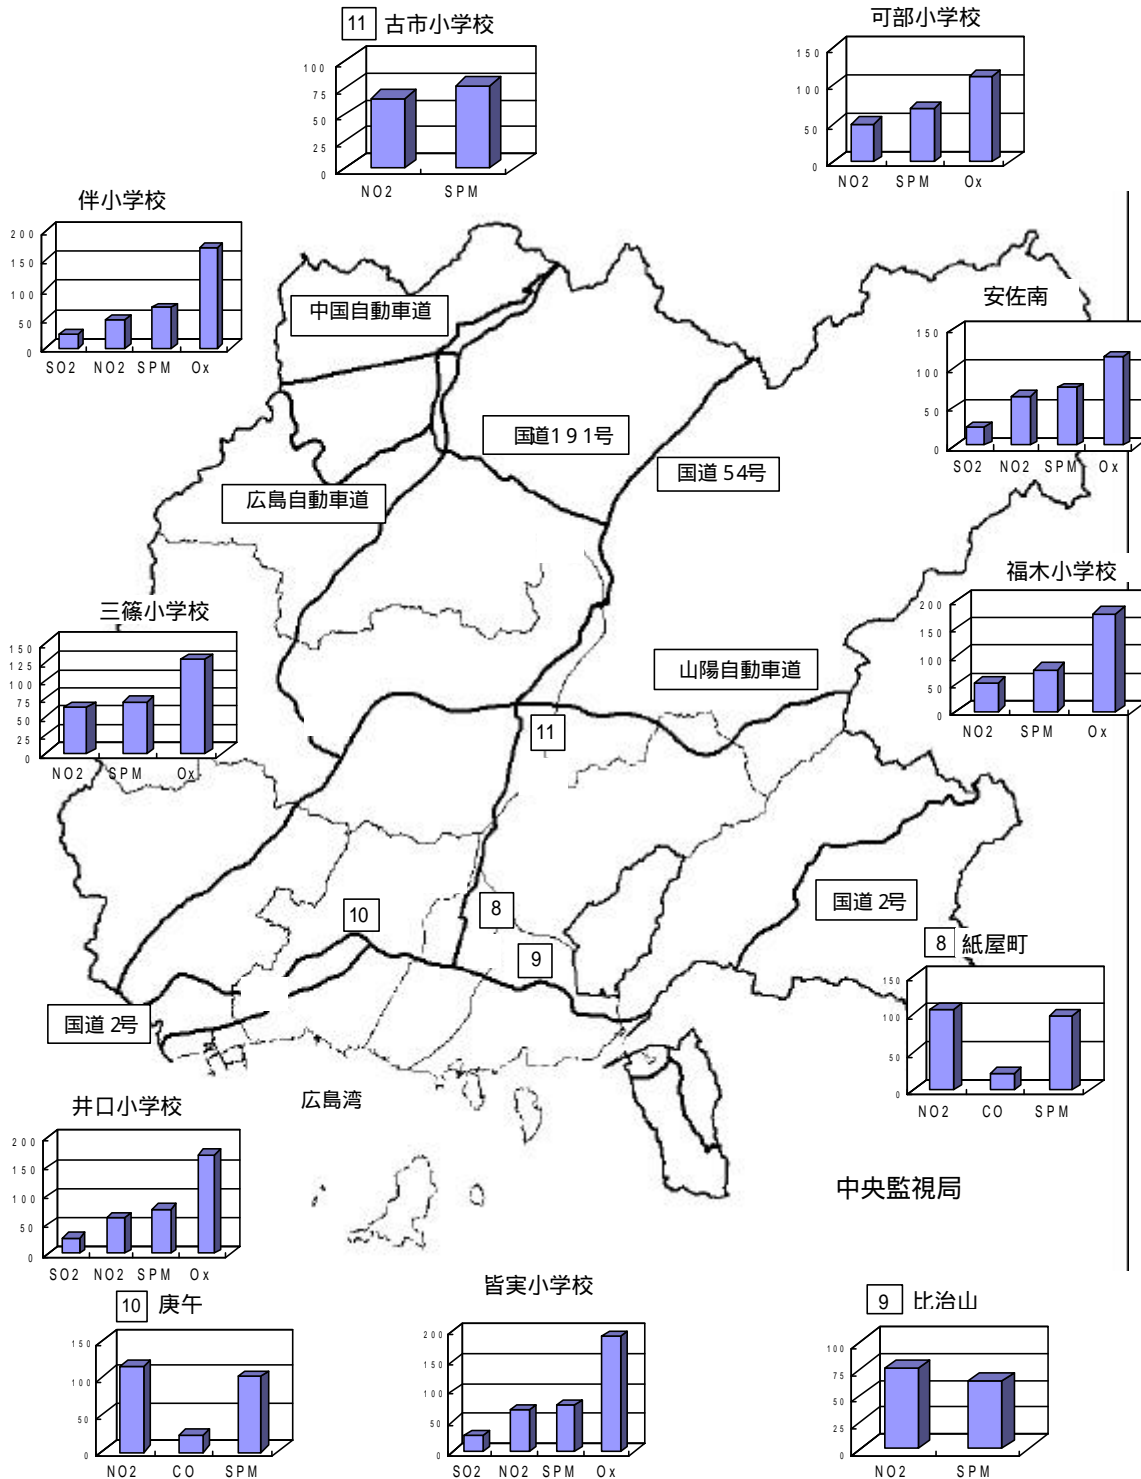 11 古市小学校
100
75
50
25
0
NO2 SPM
可部小学校
150
100
50
0
NO2 SPM Ox
伴小学校
200
150
100
50
0
SO2 NO2 SPM Ox
中国自動車道
安佐南
150
100
50
0
SO2 NO2 SPM Ox
国道191号
国道54号
広島自動車道
福木小学校
200
150
100
50
0
NO2 SPM Ox
三篠小学校
150
125
100
75
50
25
0
NO2 SPM Ox
山陽自動車道
11
国道2号
8
10
9
8 紙屋町
150
100
50
0
NO2 CO SPM
国道2号
広島湾
井口小学校
200
150
100
50
0
SO2 NO2 SPM Ox
中央監視局
10 庚午
150
100
50
0
NO2 CO SPM
皆実小学校
200
150
100
50
0
SO2 NO2 SPM Ox
9 比治山
100
75
50
25
0
NO2 SPM